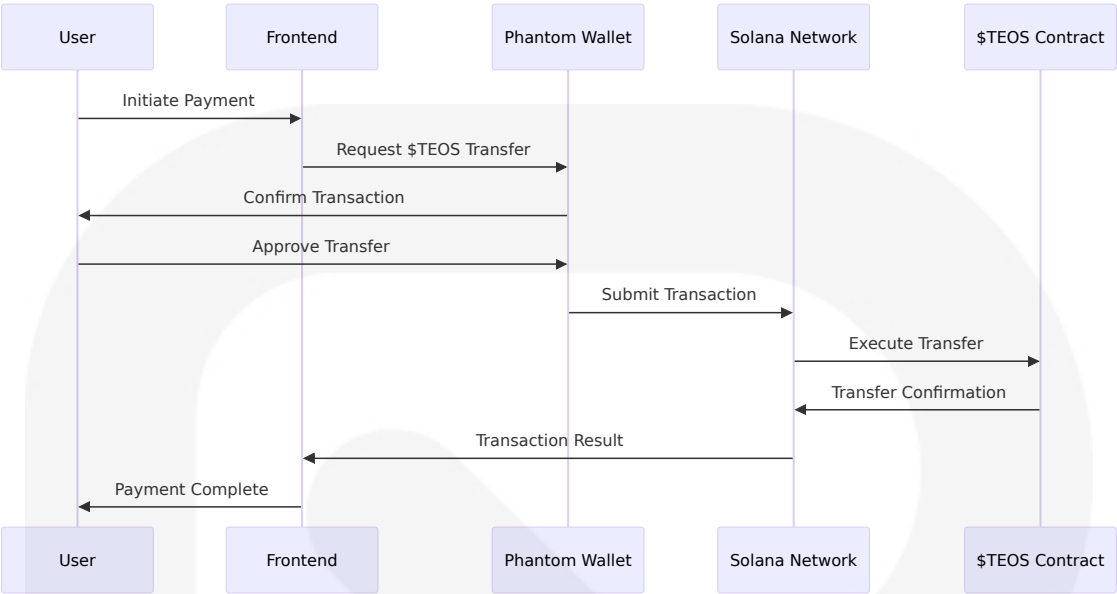 User
Frontend
Phantom Wallet
Solana Network
$TEOS Contract
Initiate Payment
Request $TEOS Transfer
Confirm Transaction
Approve Transfer
Submit Transaction
Execute Transfer
Transfer Confirmation
Transaction Result
Payment Complete
User
Frontend
Phantom Wallet
Solana Network
$TEOS Contract